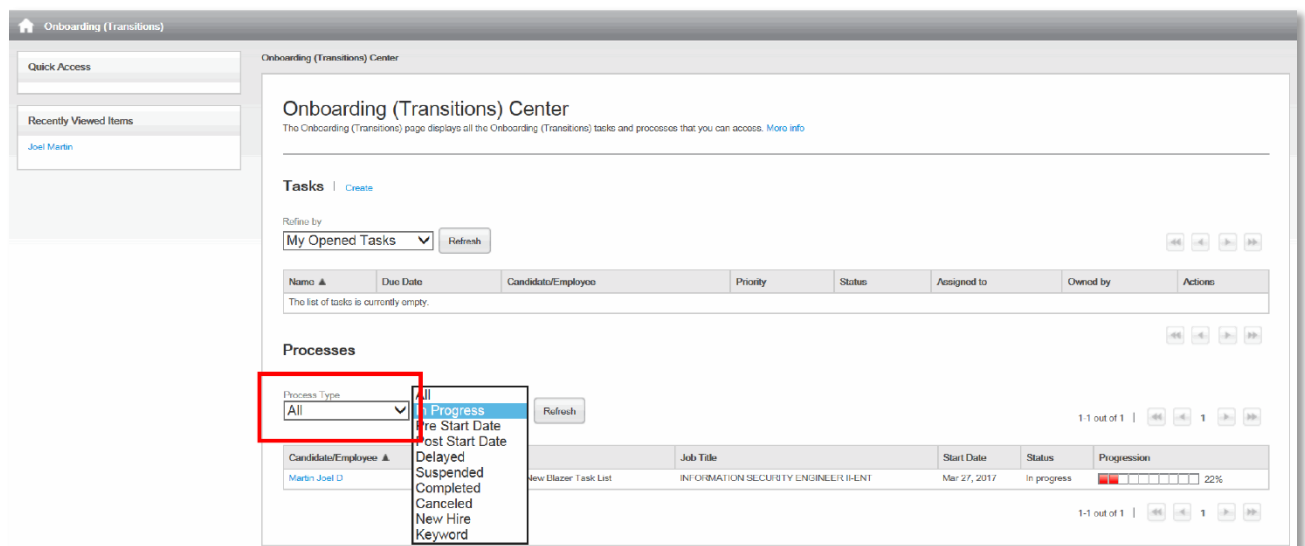 Onboarding (Transitions)
Quick Access
Recently Viewed Items
Joel Martin
Onboarding (Transitions) Center
Onboarding (Transitions) Center
The Onboarding (Transitions) page displays all the Onboarding (Transitions) tasks and processes that you can access. More info
Tasks | Create
Refine by
My Opened Tasks Refresh
Name Due Date Candidate/Employee Priority Status Assigned to Owned by Actions
The list of tasks is currently empty.
Processes
Process Type
All
All
In Progress
Pre Start Date
Post Start Date
Delayed
Suspended
Completed
Canceled
New Hire
Keyword
Refresh
1-1 out of 1 | 1
Candidate/Employee Job Title Start Date Status Progression
Martin Joel D New Blazer Task List INFORMATION SECURITY ENGINEER II-ENT Mar 27, 2017 In progress 22%
1-1 out of 1 | 1